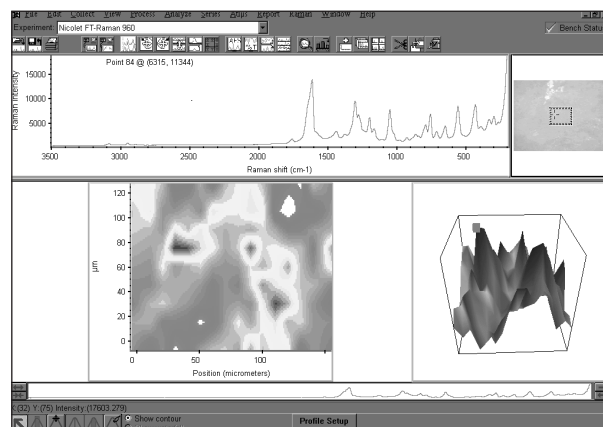 File Edit Collect View Process Analyze Series Atlµs Report Raman Window Help
Experiment: Nicolet FT-Raman 960
Bench Statu
Point 84 @ (6315, 11344)
Raman intensity
15000
10000
5000
3500 3000 2500 2000 1500 1000 500
Raman shift (cm-1)
120
100
80
60
40
20
0
µm
0 50 100
Position (micrometers)
X:(32) Y:(75) Intensity:(17603.279)
Show contour
Profile Setup